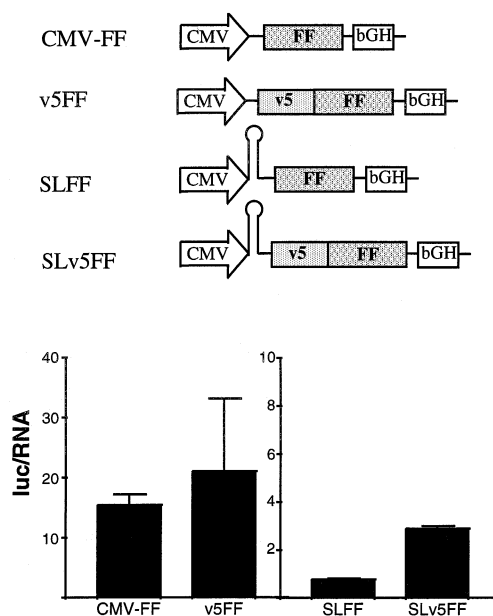 CMV-FF CMV FF bGH
v5FF CMV v5 FF bGH
SLFF CMV FF bGH
SLv5FF CMV v5 FF bGH
luc/RNA
40
30
20
10
CMV-FF v5FF
10
8
6
4
2
SLFF SLv5FF